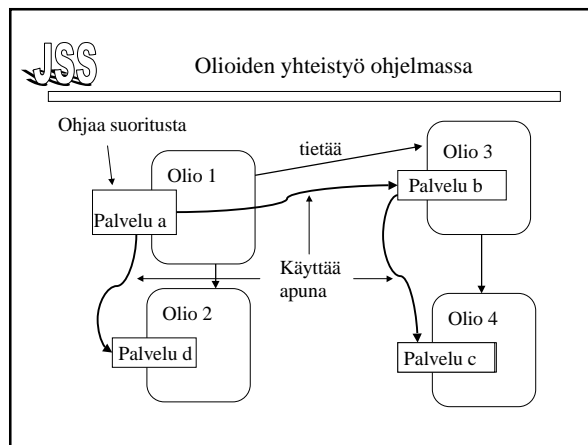 JSS
Olioiden yhteistyö ohjelmassa
Ohjaa suoritusta
tietää
Olio 3
Olio 1
Palvelu b
Palvelu a
Käyttää
apuna
Olio 2
Olio 4
Palvelu d
Palvelu c